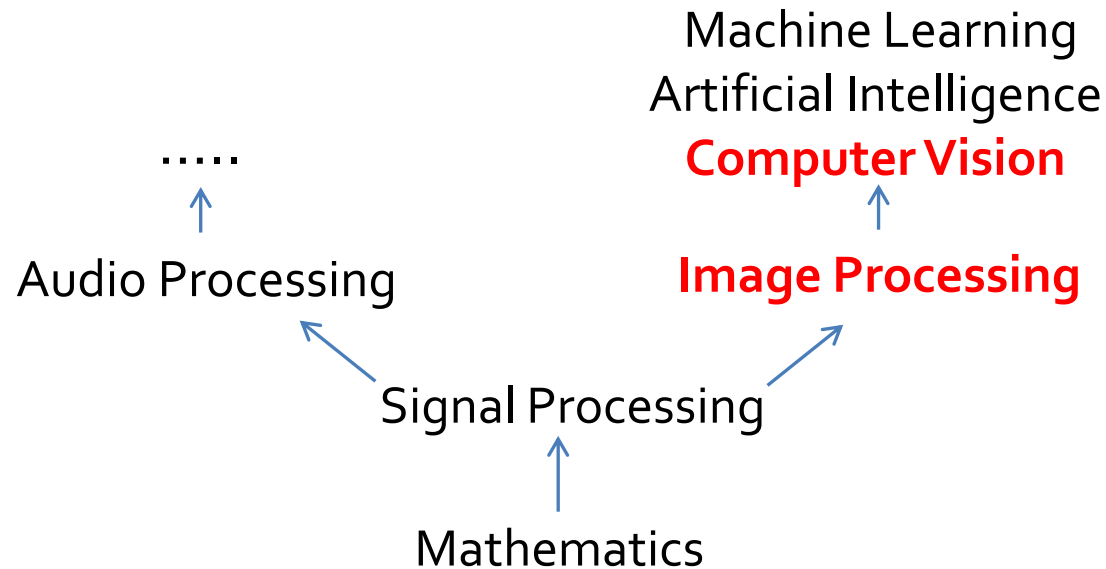 Machine Learning
Artificial Intelligence
.....
Computer Vision
Audio Processing
Image Processing
Signal Processing
Mathematics